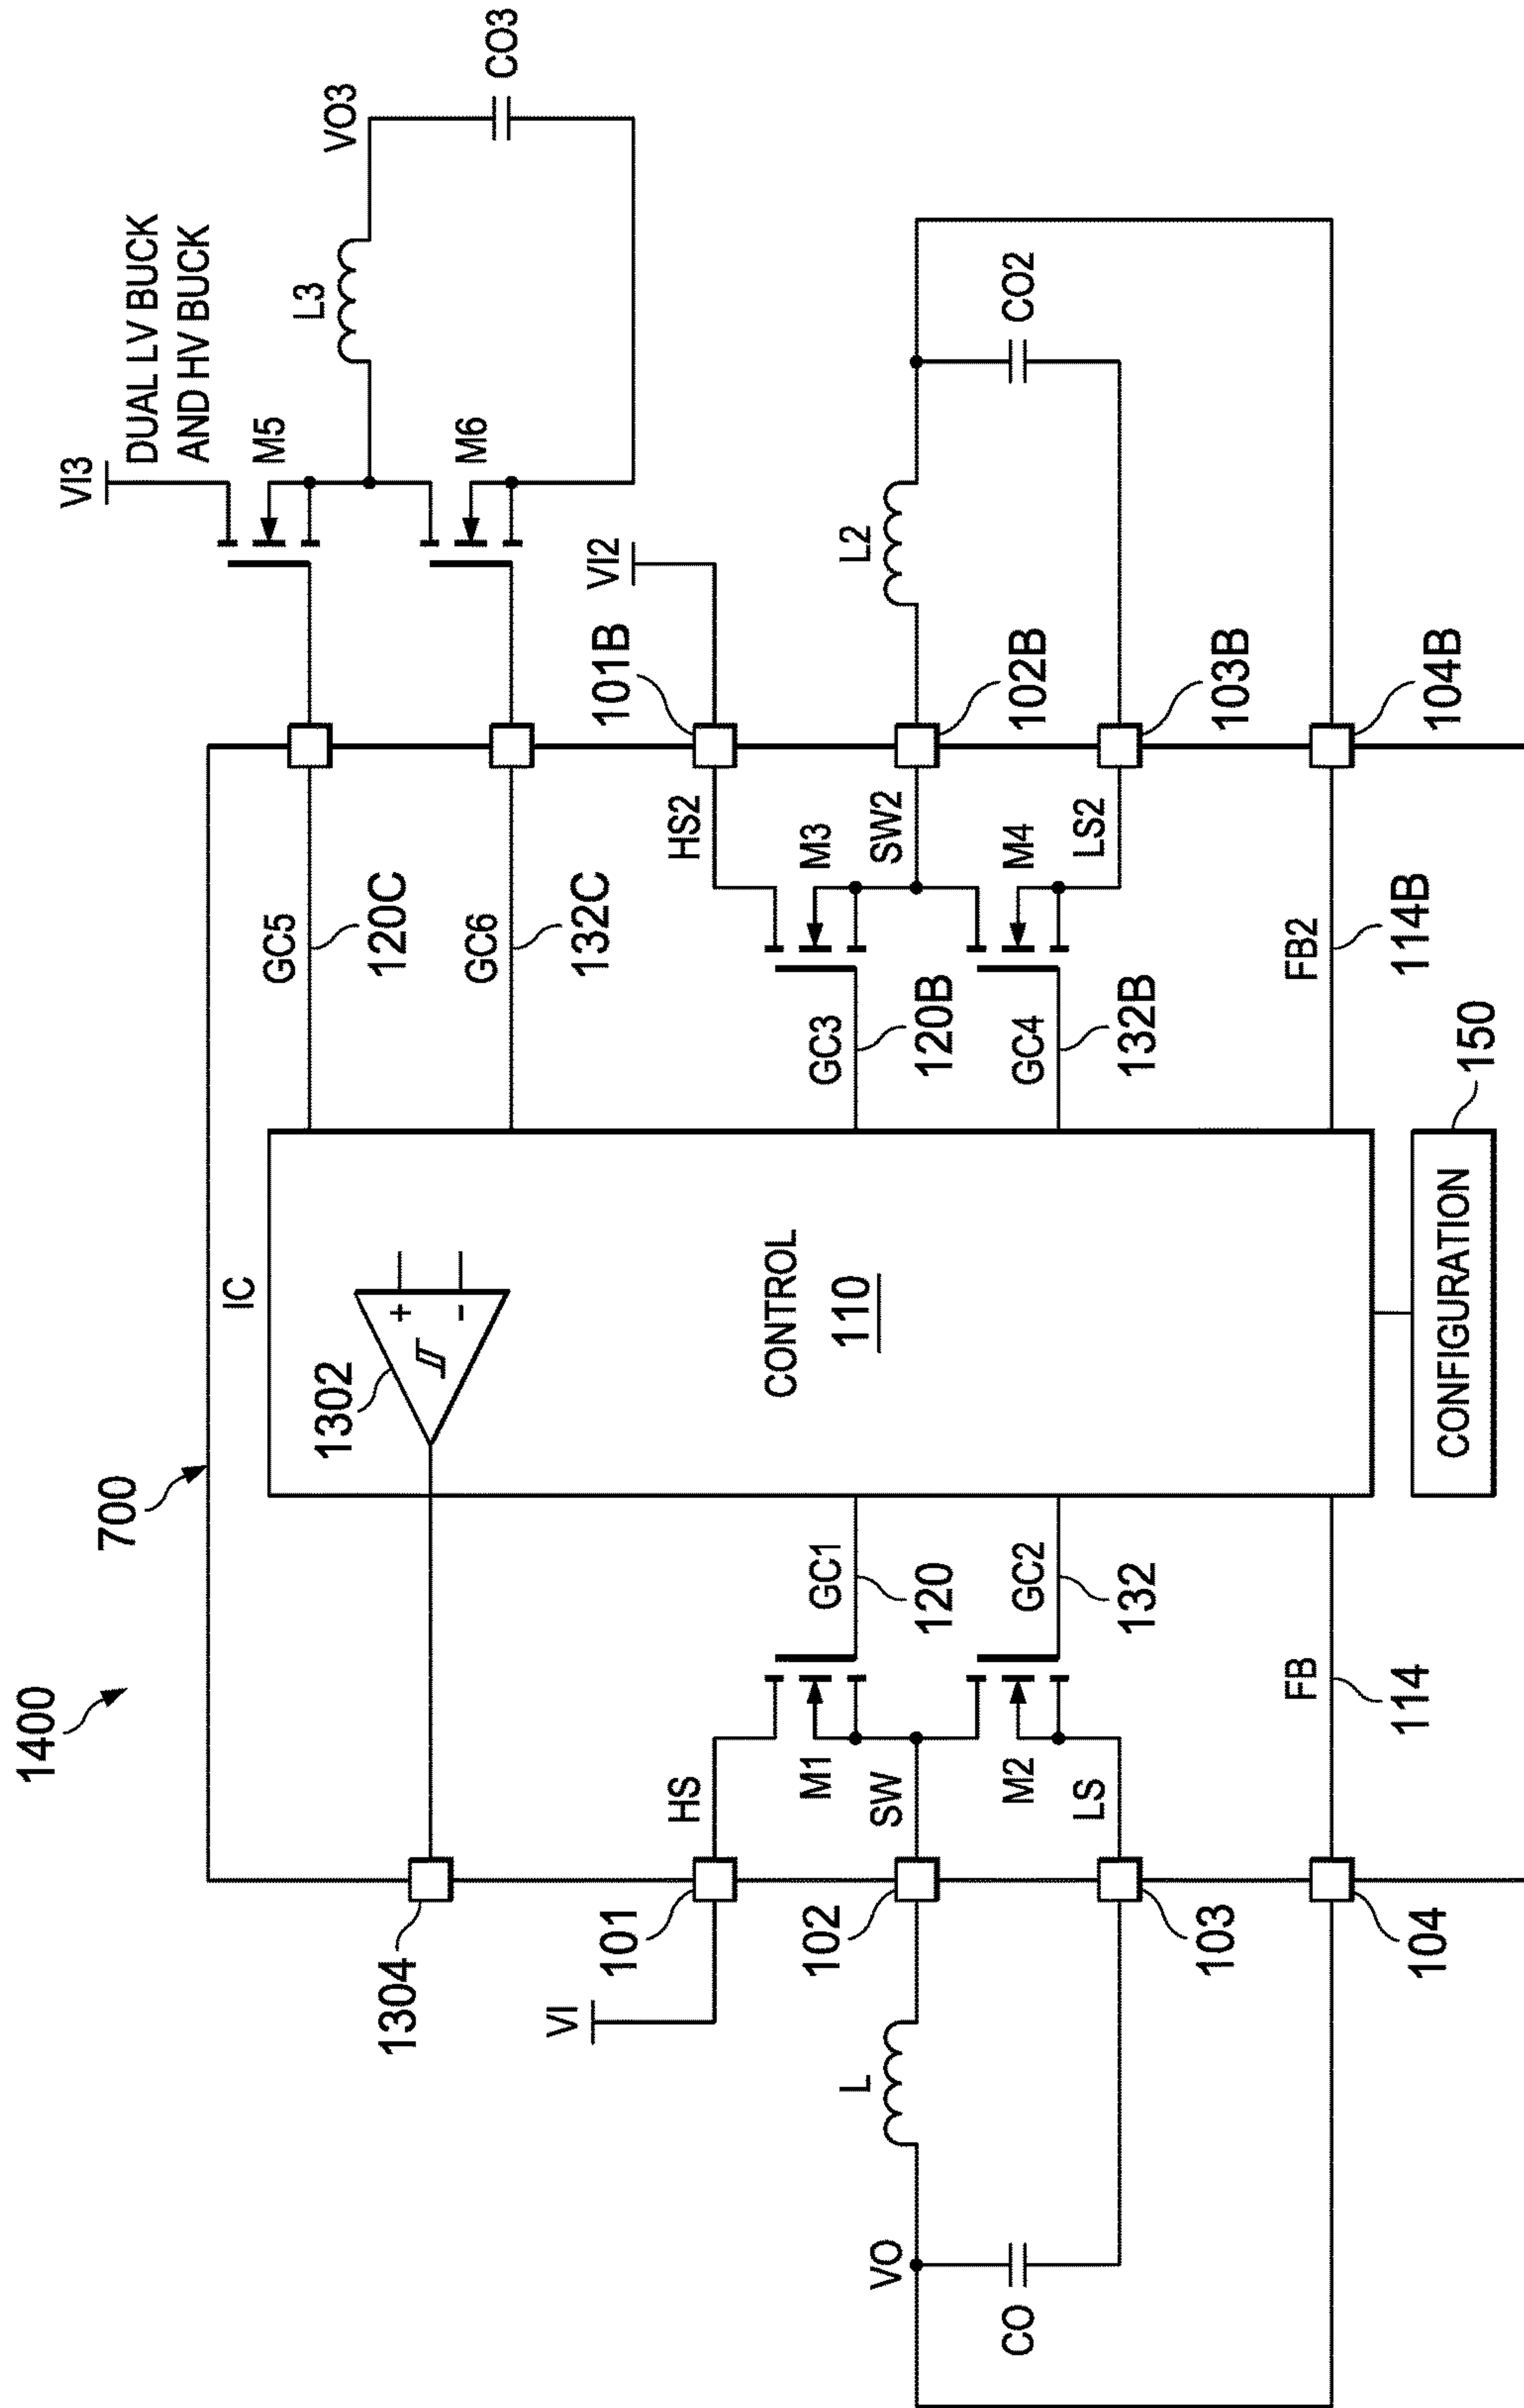 1400
700
IC
DUAL LV BUCK
AND HV BUCK
VI3
M5
M6
L3
VO3
CO3
1304
1302
+
-
GC5
120C
GC6
132C
VI
101
HS
M1
GC1
120
102
SW
L
VO
CO
M2
GC2
132
LS
103
FB
114
104
CONTROL
110
CONFIGURATION
150
VI2
101B
HS2
M3
GC3
120B
SW2
102B
L2
CO2
M4
GC4
132B
LS2
103B
FB2
114B
104B